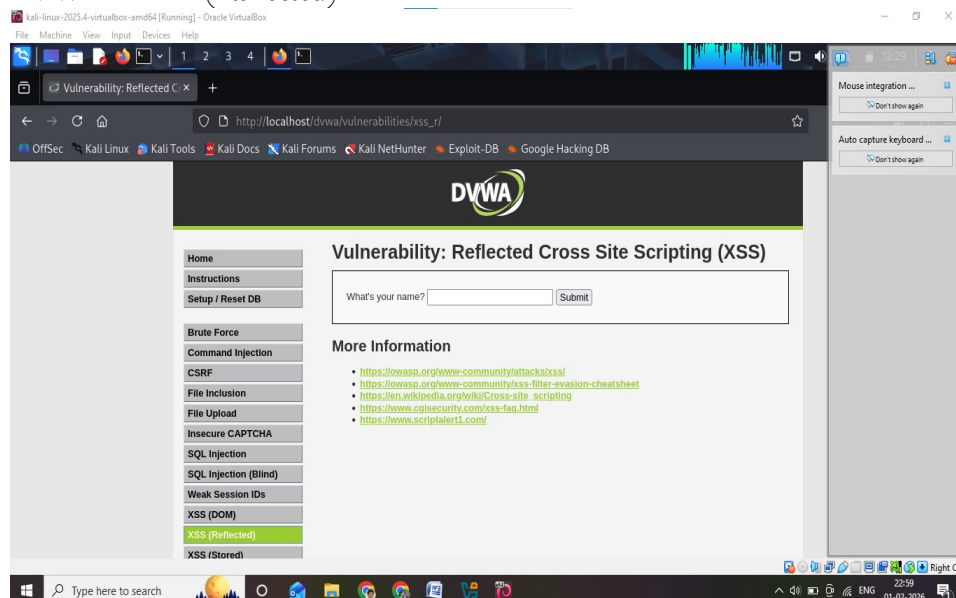 kali-linux-2025.4-virtualbox-amd64 [Running] - Oracle VirtualBox
File Machine View Input Devices Help
1 2 3 4
12:29
Vulnerability: Reflected C
Mouse integration ...
Don't show again
http://localhost/dvwa/vulnerabilities/xss_r/
Auto capture keyboard ...
Don't show again
OffSec Kali Linux Kali Tools Kali Docs Kali Forums Kali NetHunter Exploit-DB Google Hacking DB
DVWA
Vulnerability: Reflected Cross Site Scripting (XSS)
What's your name? Submit
More Information
https://owasp.org/www-community/attacks/xss/
https://owasp.org/www-community/xss-filter-evasion-cheatsheet
https://en.wikipedia.org/wiki/Cross-site_scripting
https://www.cgisecurity.com/xss-faq.html
https://www.scriptalert1.com/
Home
Instructions
Setup / Reset DB
Brute Force
Command Injection
CSRF
File Inclusion
File Upload
Insecure CAPTCHA
SQL Injection
SQL Injection (Blind)
Weak Session IDs
XSS (DOM)
XSS (Reflected)
XSS (Stored)
Right C
Type here to search
ENG
22:59
01-02-2026